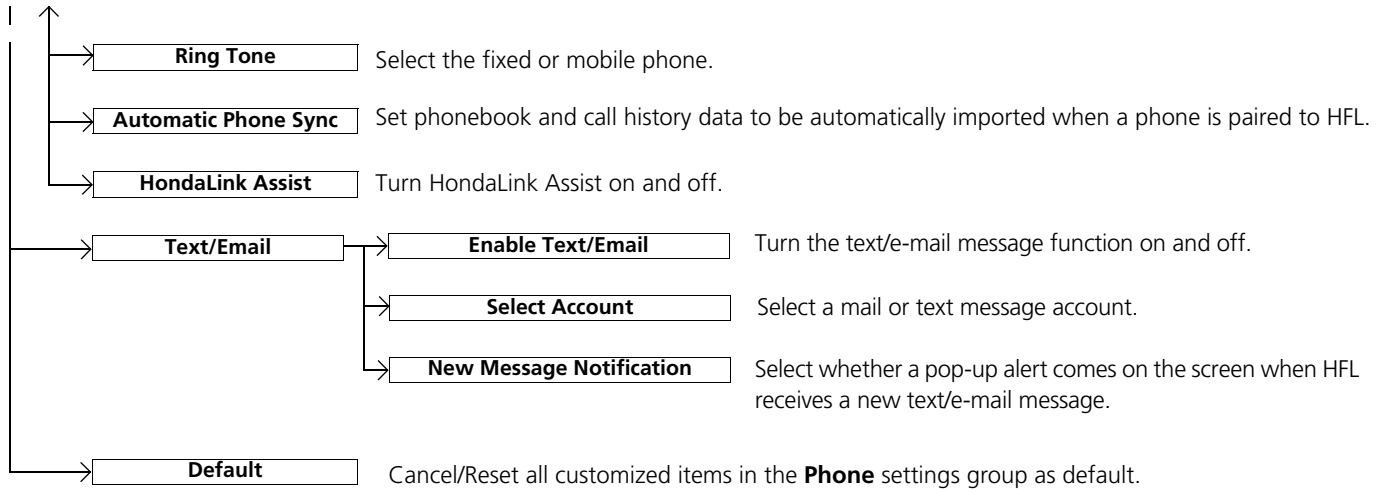 Ring Tone
Select the fixed or mobile phone.
Automatic Phone Sync
Set phonebook and call history data to be automatically imported when a phone is paired to HFL.
HondaLink Assist
Turn HondaLink Assist on and off.
Text/Email
Enable Text/Email
Turn the text/e-mail message function on and off.
Select Account
Select a mail or text message account.
New Message Notification
Select whether a pop-up alert comes on the screen when HFL
receives a new text/e-mail message.
Default
Cancel/Reset all customized items in the Phone settings group as default.